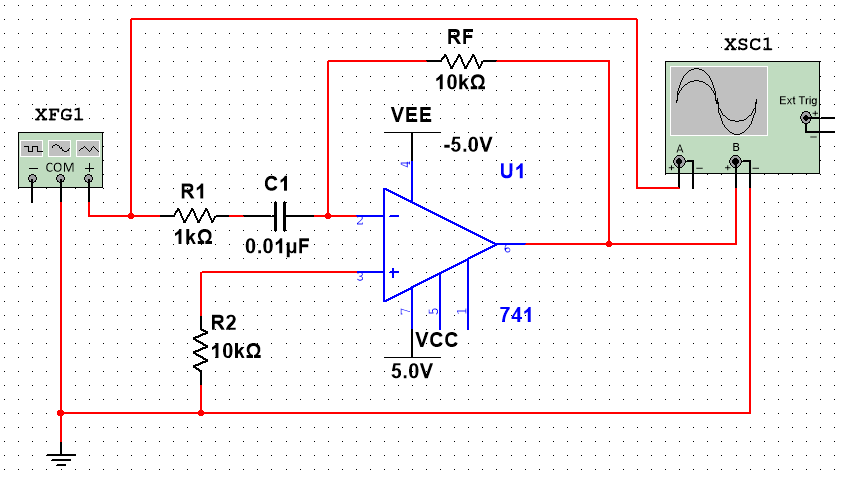 XSC1
RF
10kΩ
Ext Trig
+
−
XFG1
VEE
-5.0V
A
B
+ −
+ −
COM
− +
4
U1
R1
C1
1kΩ
0.01µF
2
−
6
3
+
7
5
1
741
R2
10kΩ
VCC
5.0V